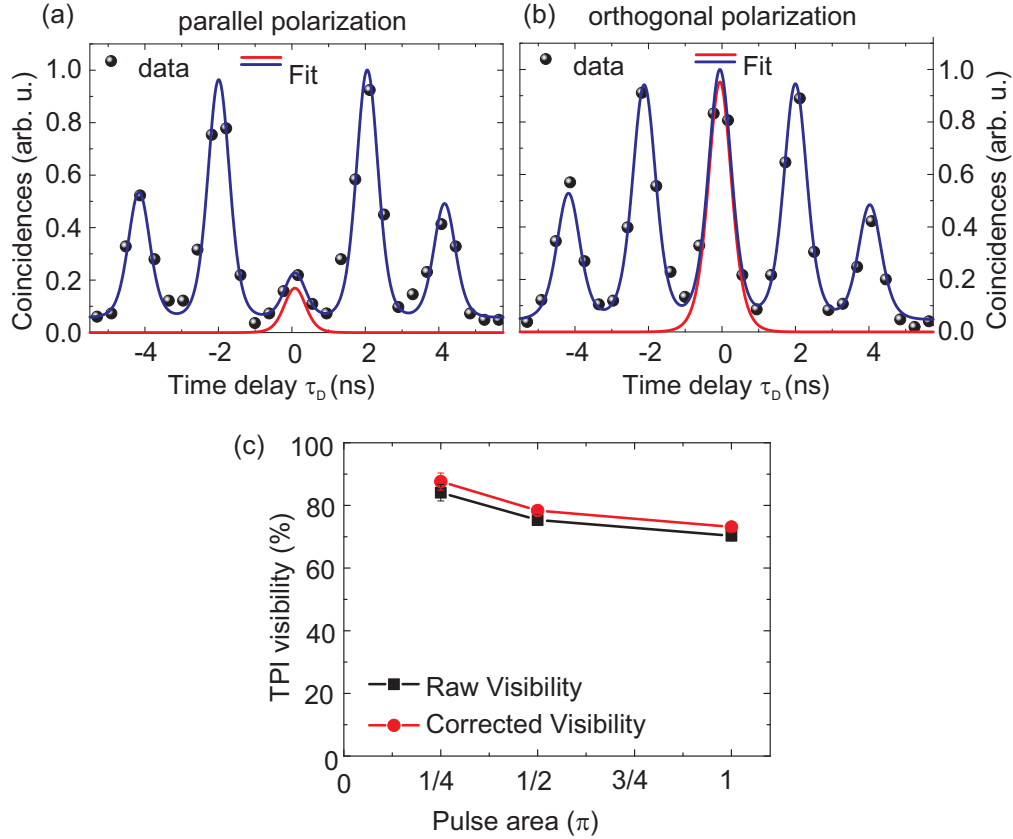 (a) parallel polarization
(b) orthogonal polarization
data Fit
data Fit
1.0 0.8 0.6 0.4 0.2 0.0
1.0 0.8 0.6 0.4 0.2 0.0
Coincidences (arb. u.)
Coincidences (arb. u.)
-4 -2 0 2 4
-4 -2 0 2 4
Time delay τD (ns)
Time delay τD (ns)
(c)
100 80 60 40 20 0
TPI visibility (%)
Raw Visibility
Corrected Visibility
0 1/4 1/2 3/4 1
Pulse area (π)